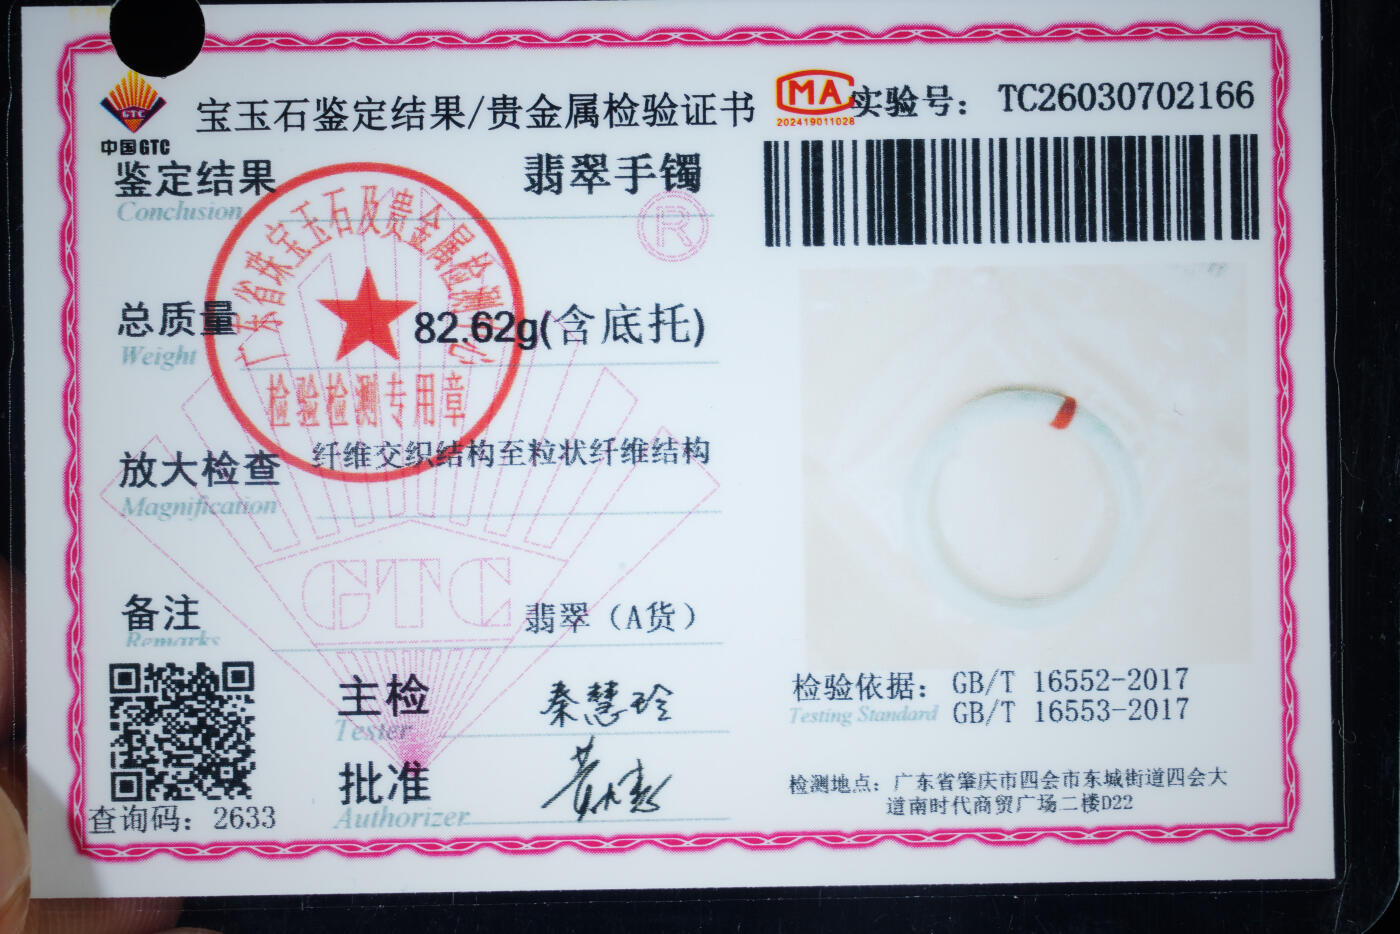 宝玉石鉴定结果/贵金属检验证书
MA
202419011028
实验号：TC26030702166
GTC
中国GTC
鉴定结果
Conclusion
翡翠手镯
®
广东省珠宝玉石及贵金属检测中心
检验检测专用章
总质量
Weight
82.62g(含底托)
放大检查
Magnification
纤维交织结构至粒状纤维结构
GTC
备注
Remarks
翡翠（A货）
主检
Tester
秦慧玲
批准
Authorizer
查询码：2633
检验依据：GB/T 16552-2017
Testing Standard GB/T 16553-2017
检测地点：广东省肇庆市四会市东城街道四会大
道南时代商贸广场二楼D22